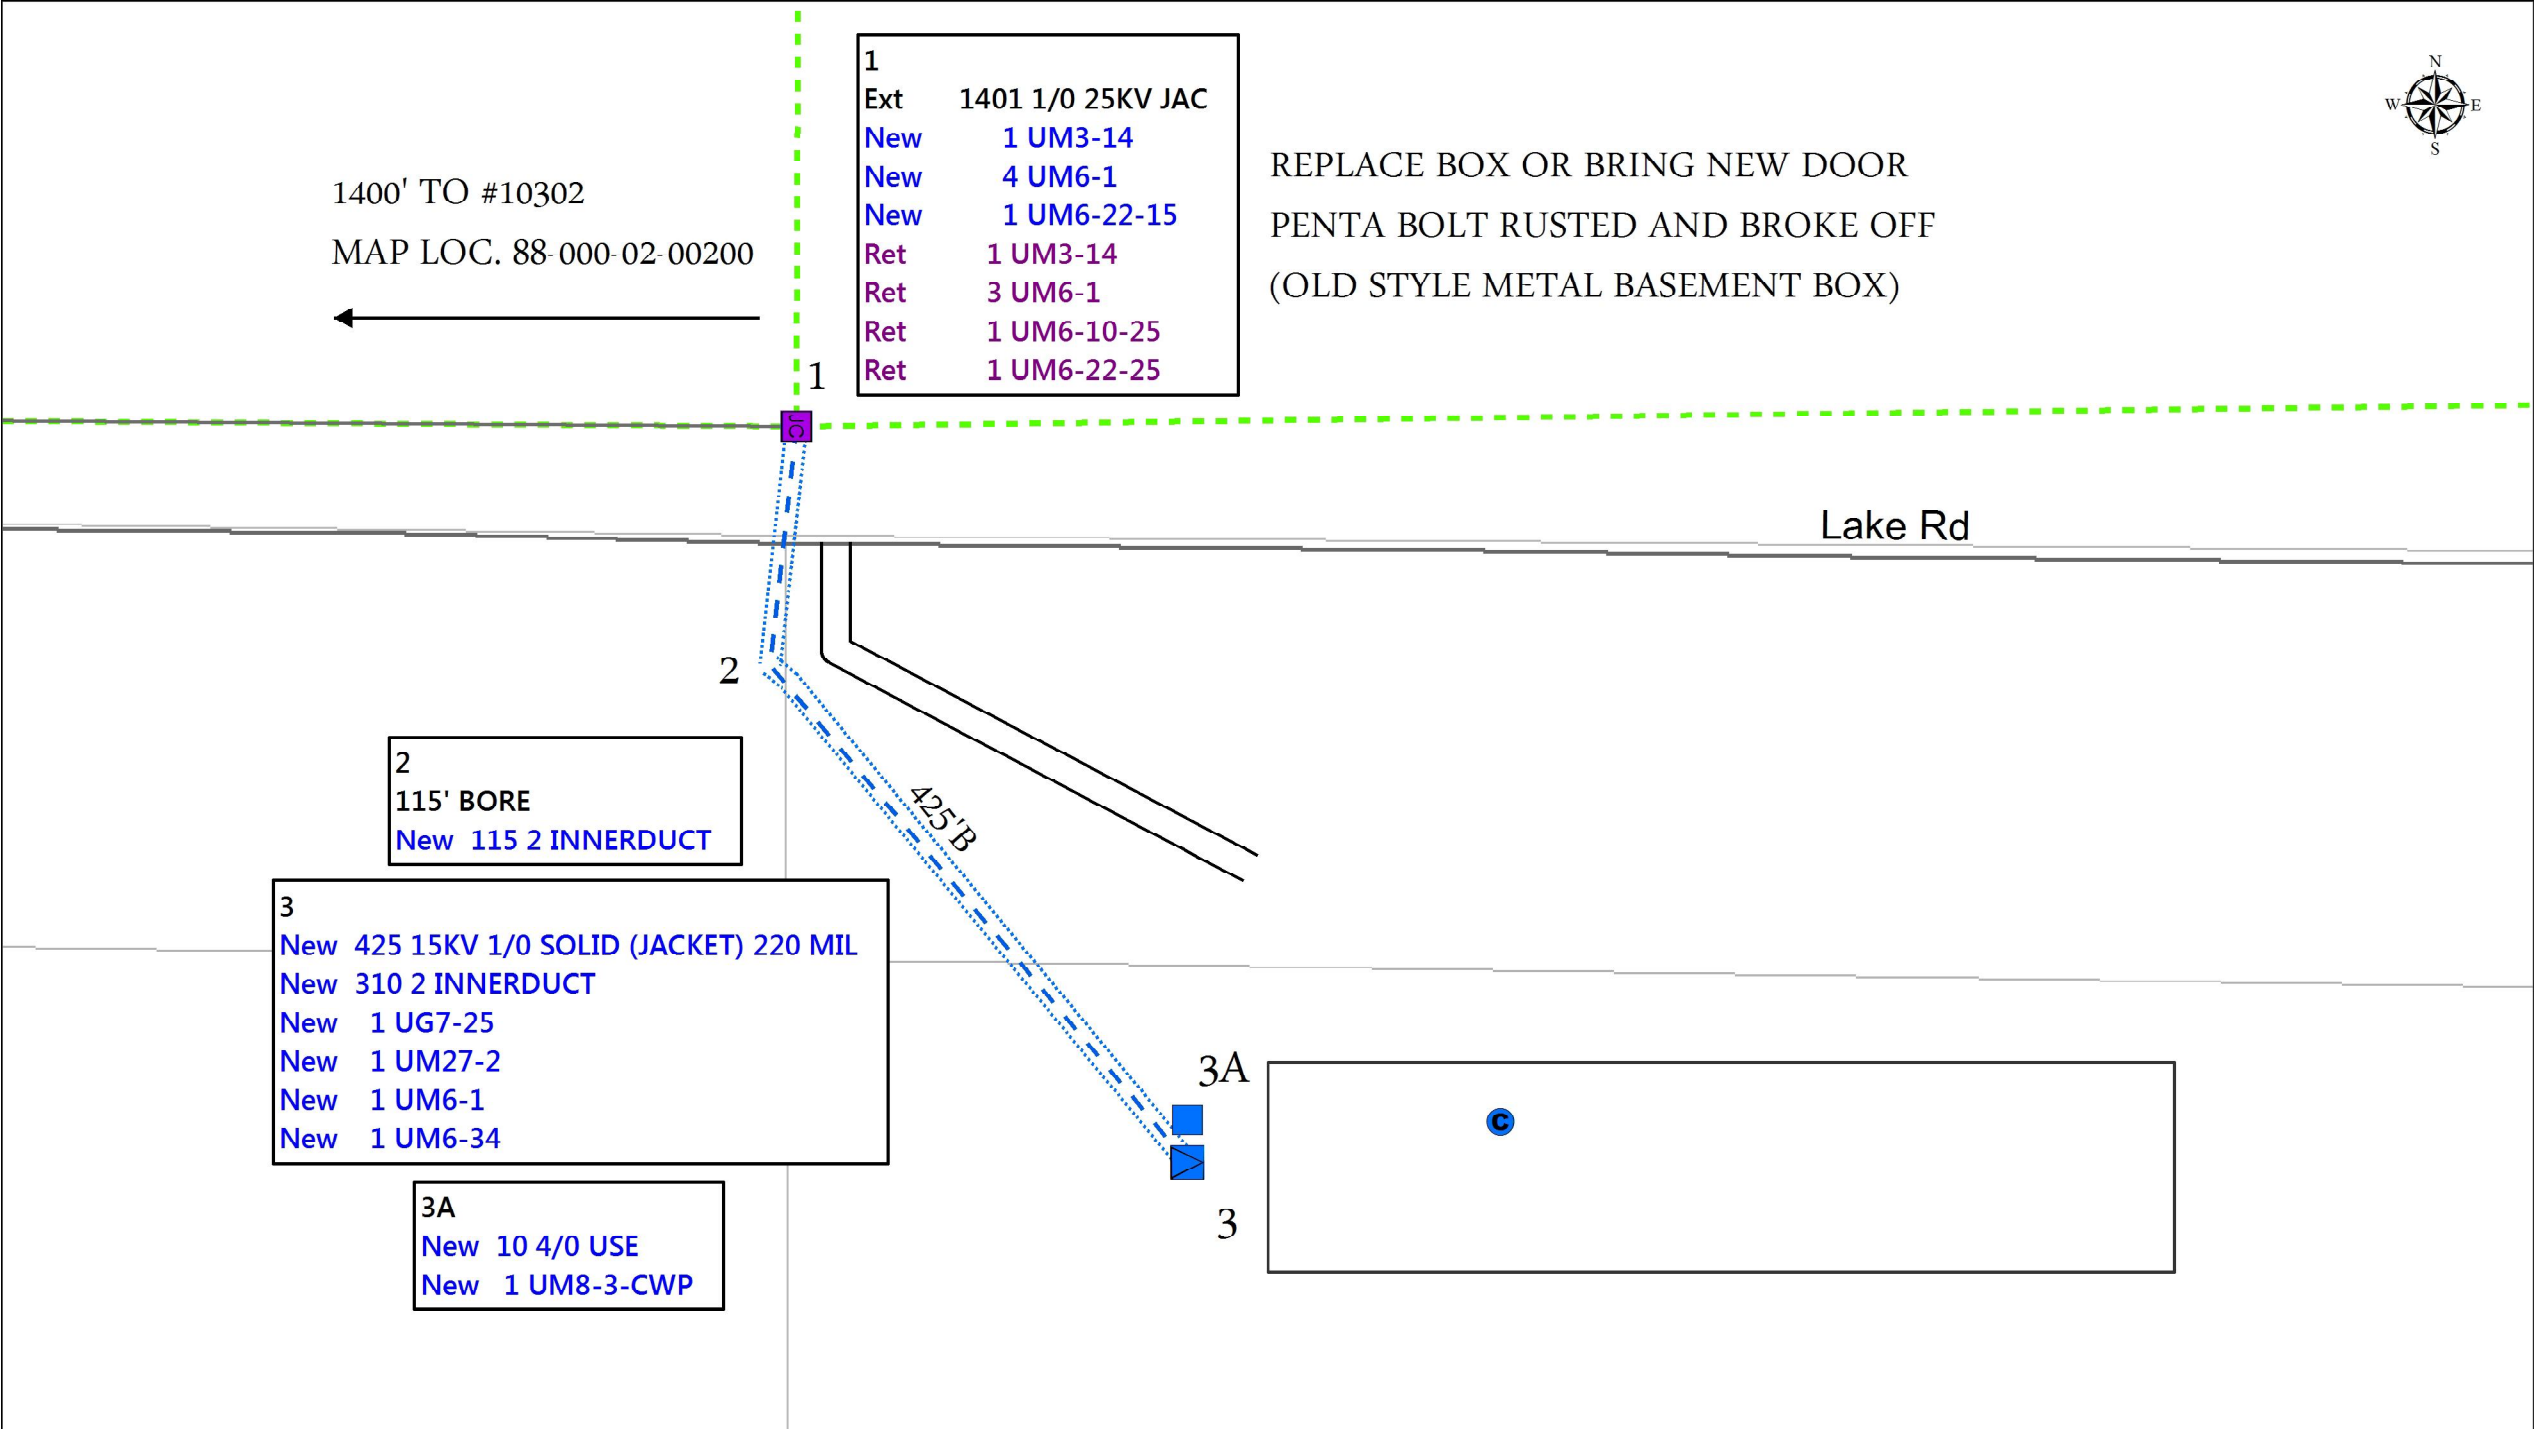 N
W E
S
1
Ext 1401 1/0 25KV JAC
New 1 UM3-14
New 4 UM6-1
New 1 UM6-22-15
Ret 1 UM3-14
Ret 3 UM6-1
Ret 1 UM6-10-25
Ret 1 UM6-22-25
REPLACE BOX OR BRING NEW DOOR
PENTA BOLT RUSTED AND BROKE OFF
(OLD STYLE METAL BASEMENT BOX)
1400' TO #10302
MAP LOC. 88-000-02-00200
1
JC
Lake Rd
2
2
115' BORE
New 115 2 INNERDUCT
425'B
3
New 425 15KV 1/0 SOLID (JACKET) 220 MIL
New 310 2 INNERDUCT
New 1 UG7-25
New 1 UM27-2
New 1 UM6-1
New 1 UM6-34
3A
C
3
3A
New 10 4/0 USE
New 1 UM8-3-CWP